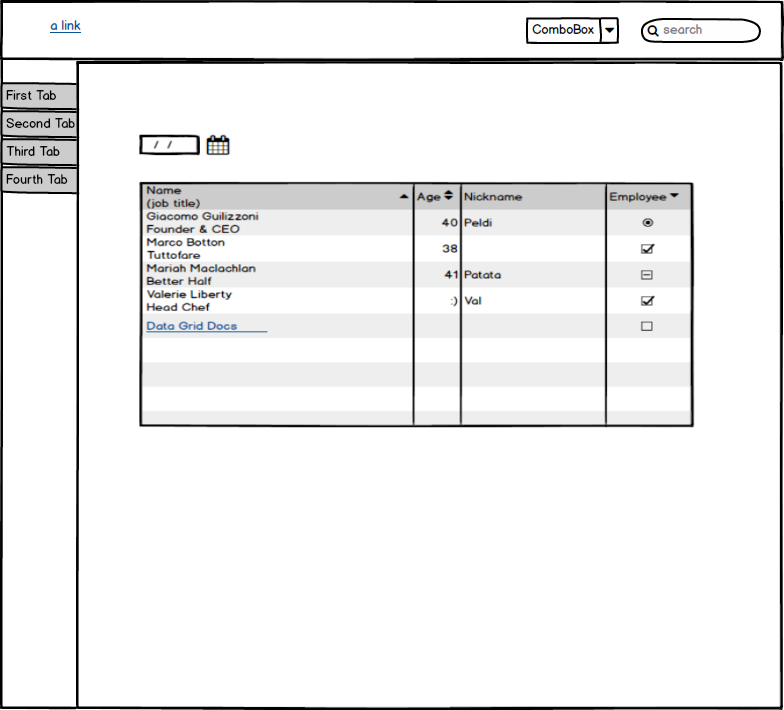 a link
ComboBox
search
First Tab
Second Tab
Third Tab
Fourth Tab
/ /
Name
(job title)
Age
Nickname
Employee
Giacomo Guilizzoni
Founder & CEO
40
Peldi
Marco Botton
Tuttofare
38
Mariah Maclachlan
Better Half
41
Patata
Valerie Liberty
Head Chef
:)
Val
Data Grid Docs